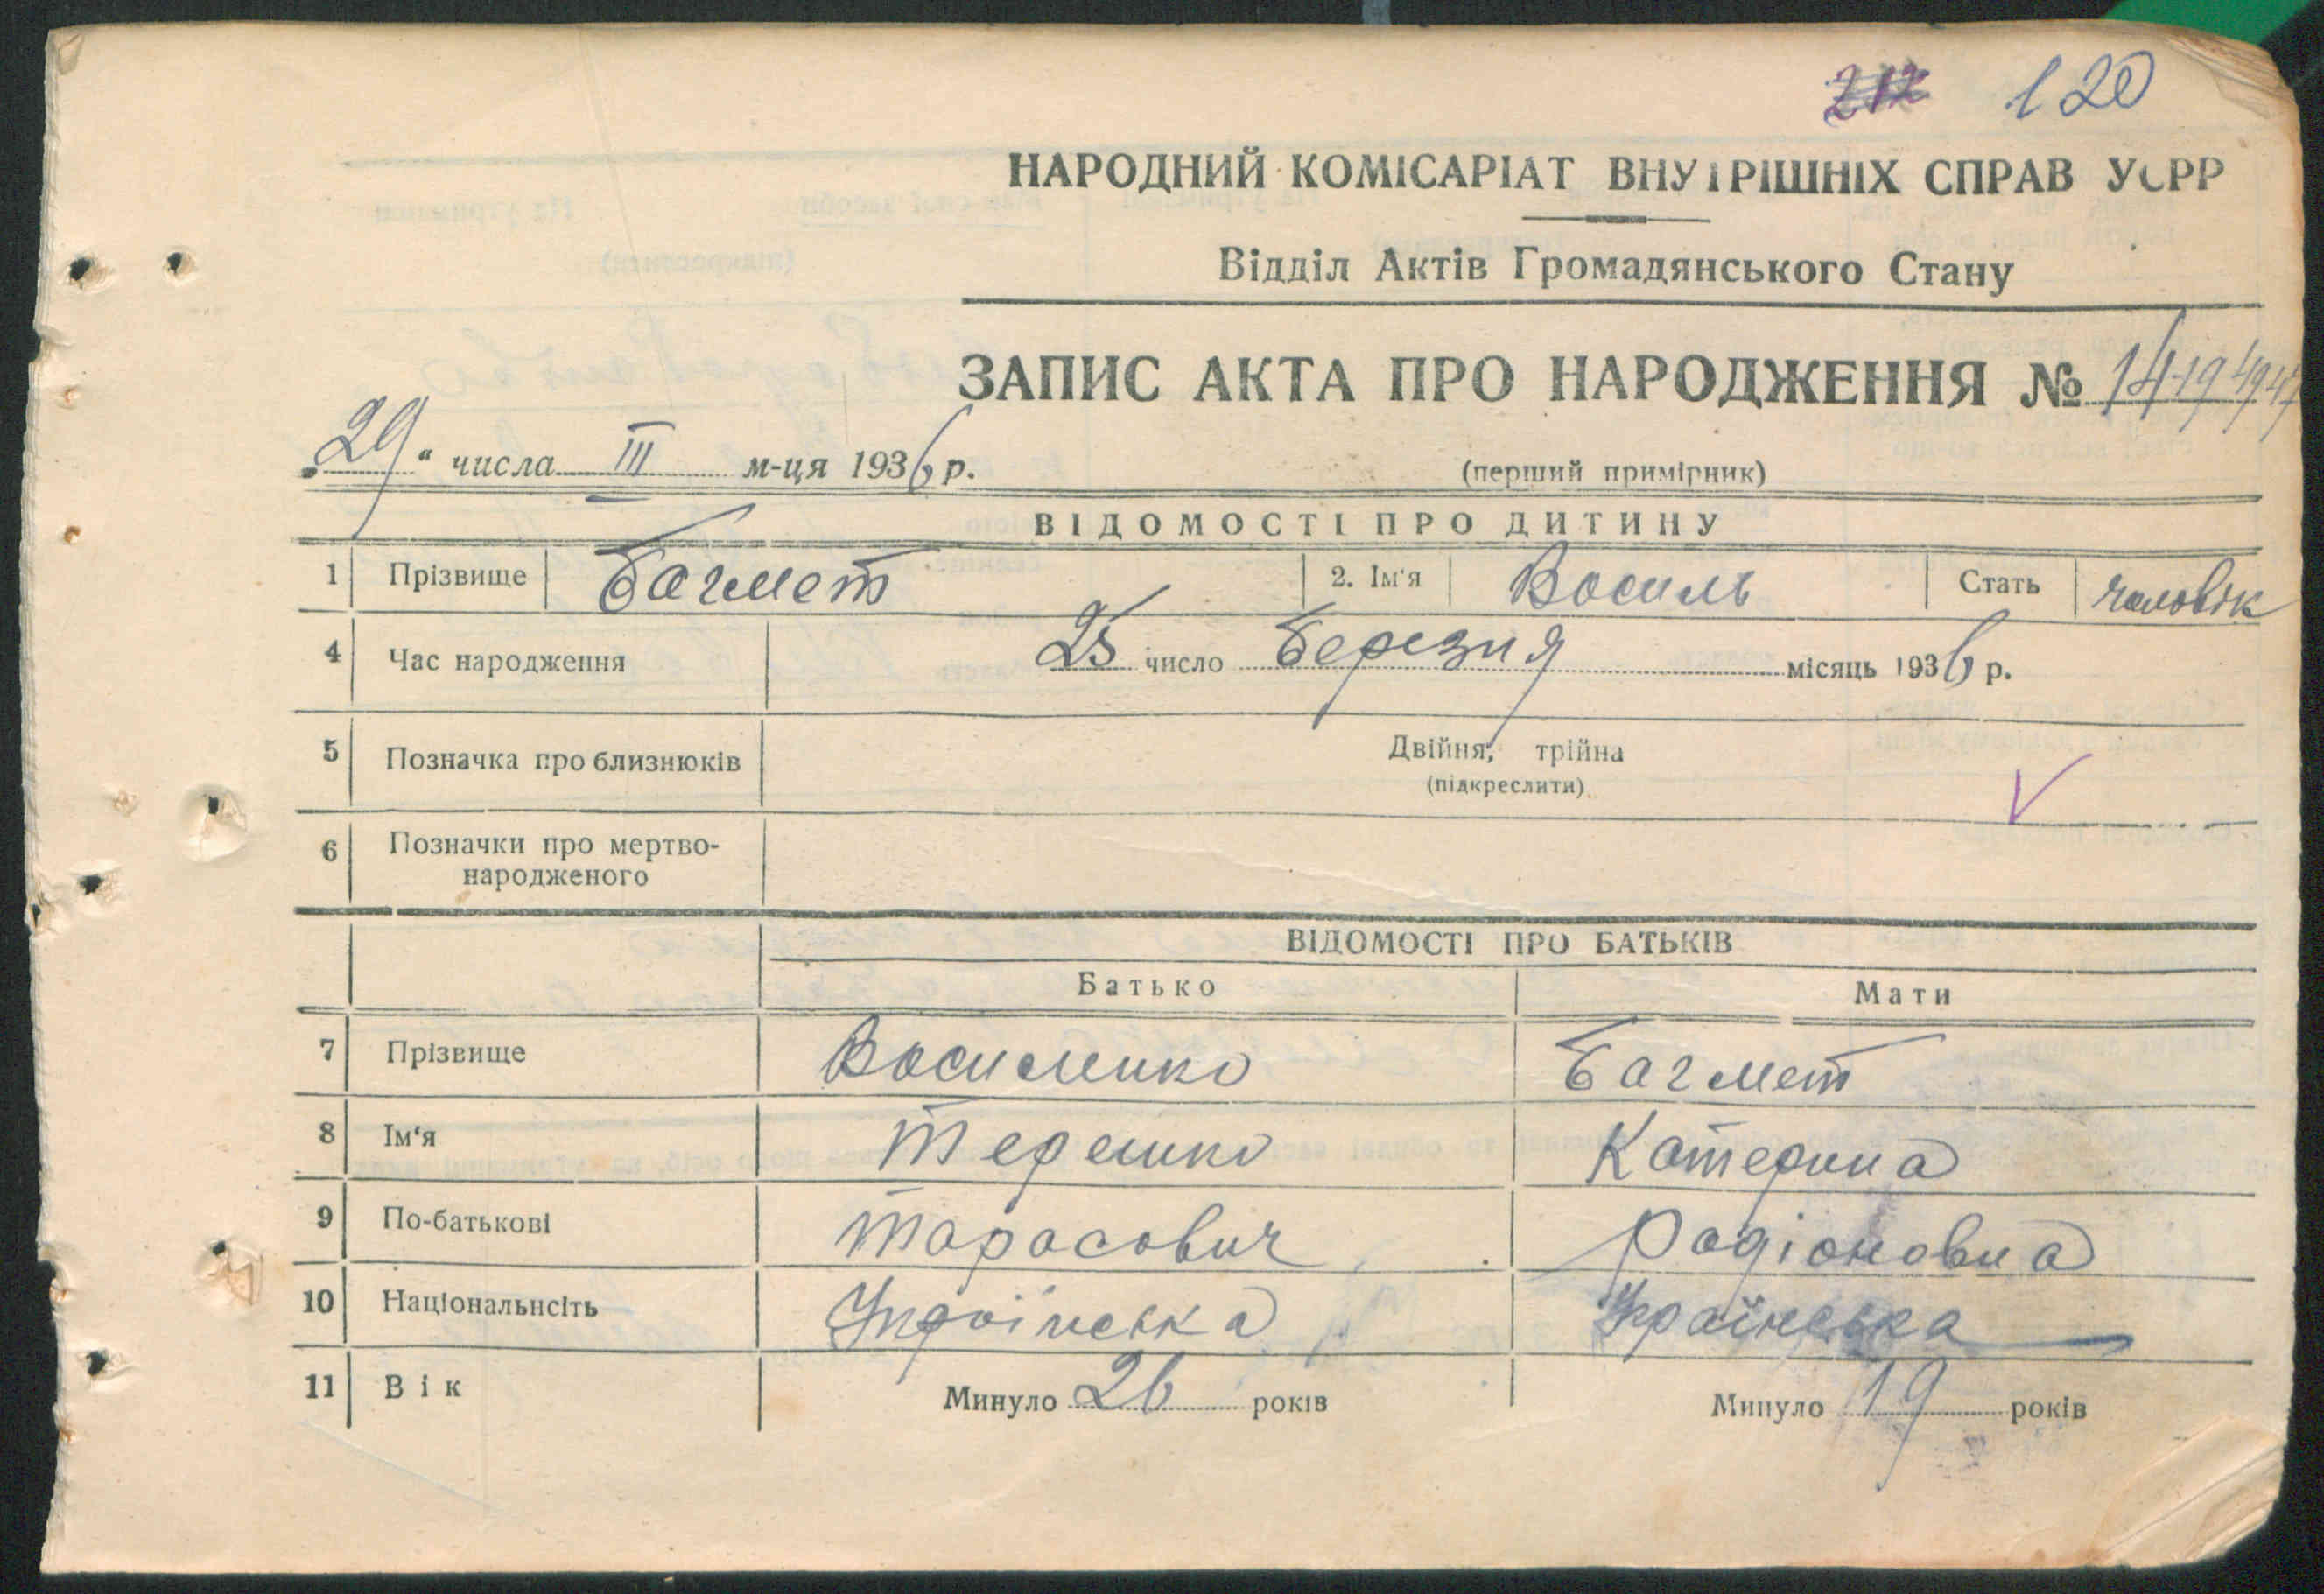 120
НАРОДНИЙ КОМІСАРІАТ ВНУТРІШНІХ СПРАВ УСРР
Відділ Актів Громадянського Стану
ЗАПИС АКТА ПРО НАРОДЖЕННЯ №
„29“ числа III м-ця 1936 р.
(перший примірник)
ВІДОМОСТІ ПРО ДИТИНУ
1 Прізвище Багмет 2. Ім'я Василь Стать чоловік
4 Час народження 25 число Березня місяць 1936 р.
5 Позначка про близнюків Двійня, трійна
(підкреслити)
6 Позначки про мертво-
народженого
ВІДОМОСТІ ПРО БАТЬКІВ
Батько Мати
7 Прізвище Василенко Багмет
8 Ім'я Терешко Катерина
9 По-батькові Тарасович Радіоновна
10 Національнсіть Українська Українська
11 Вік Минуло 26 років Минуло 19 років